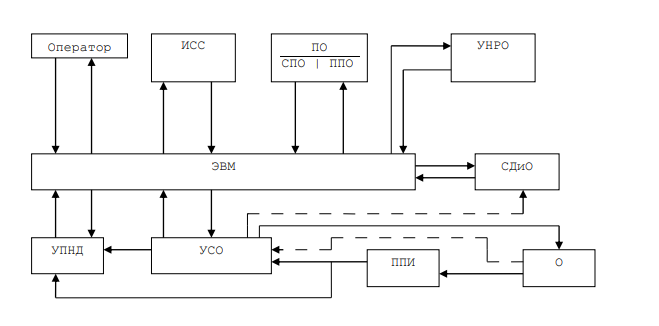 Оператор
ИСС
ПО
СПО | ППО
УНРО
ЭВМ
СДиО
УПНД
УСО
ППИ
О